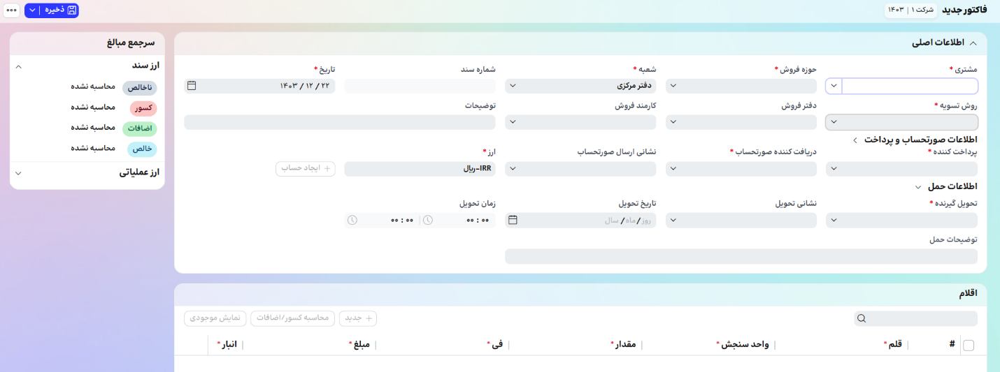 فاکتور جدید
شرکت ۱ | ۱۴۰۳
ذخیره
اطلاعات اصلی
مشتری *
حوزه فروش *
شعبه *
شماره سند
تاریخ *
دفتر مرکزی
۱۴۰۳ / ۱۲ / ۲۲
روش تسویه *
دفتر فروش
کارمند فروش
توضیحات
اطلاعات صورتحساب و پرداخت
پرداخت کننده *
دریافت کننده صورتحساب *
نشانی ارسال صورتحساب
ارز *
IRR-ریال
ایجاد حساب +
اطلاعات حمل
تحویل گیرنده *
نشانی تحویل
تاریخ تحویل
زمان تحویل
روز/ماه/سال
۰۰ : ۰۰
۰۰ : ۰۰
توضیحات حمل
سرجمع مبالغ
ارز سند
ناخالص محاسبه نشده
کسور محاسبه نشده
اضافات محاسبه نشده
خالص محاسبه نشده
ارز عملیاتی
اقلام
+ جدید
محاسبه کسور/اضافات
نمایش موجودی
# | قلم * | واحد سنجش * | مقدار * | فی * | مبلغ * | انبار *